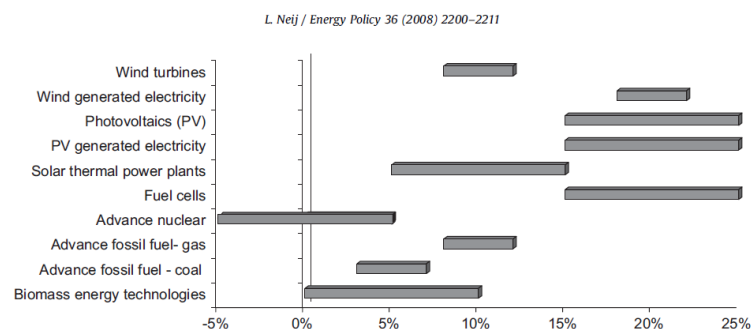 L. Neij / Energy Policy 36 (2008) 2200–2211
Wind turbines
Wind generated electricity
Photovoltaics (PV)
PV generated electricity
Solar thermal power plants
Fuel cells
Advance nuclear
Advance fossil fuel- gas
Advance fossil fuel - coal
Biomass energy technologies
-5% 0% 5% 10% 15% 20% 25%